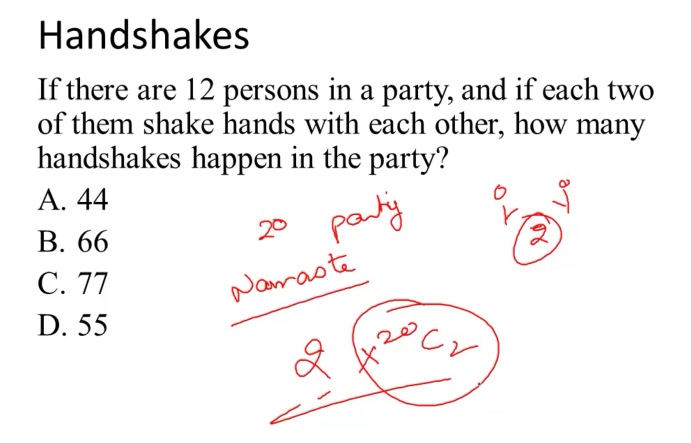 Handshakes
If there are 12 persons in a party, and if each two
of them shake hands with each other, how many
handshakes happen in the party?
A. 44
B. 66
C. 77
D. 55
20 party
2
Namaste
2 x 20C2